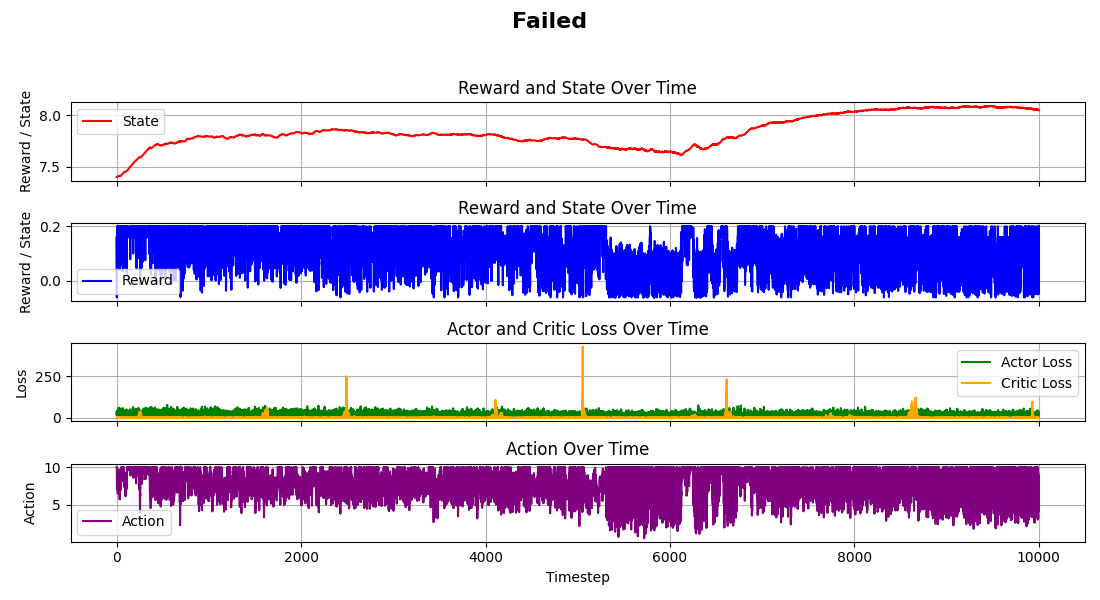 Failed
Reward and State Over Time
Reward / State
8.0
7.5
State
Reward and State Over Time
Reward / State
0.2
0.0
Reward
Actor and Critic Loss Over Time
Loss
250
0
Actor Loss
Critic Loss
Action Over Time
Action
10
5
Action
0 2000 4000 6000 8000 10000
Timestep